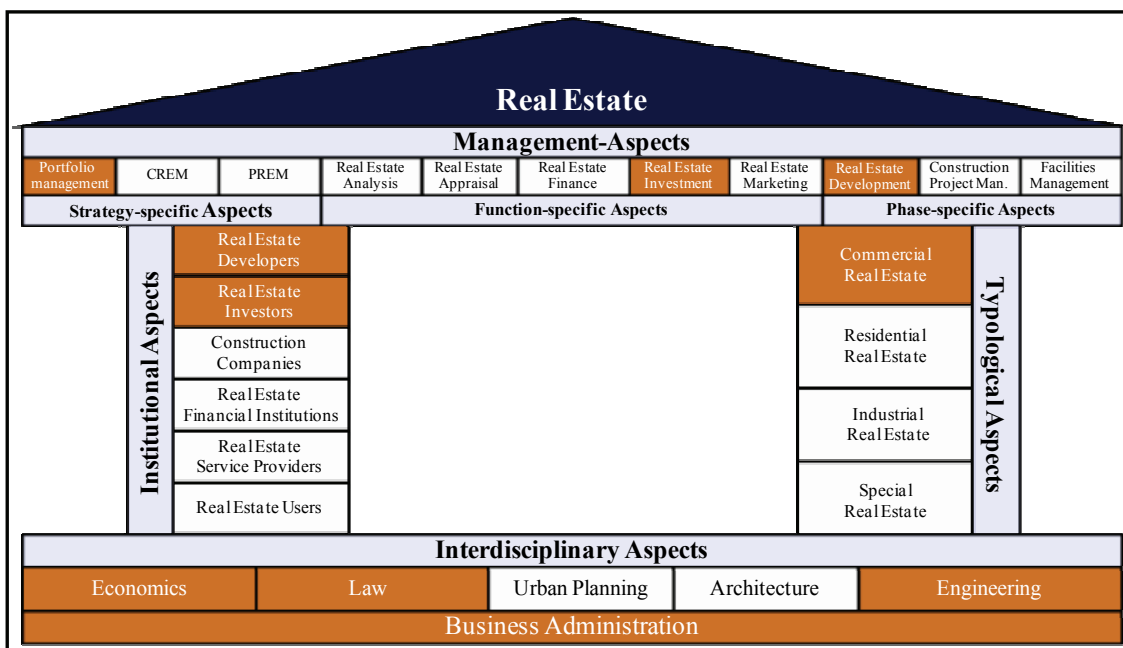 Real Estate
Management-Aspects
Portfolio
management
CREM
PREM
Real Estate
Analysis
Real Estate
Appraisal
Real Estate
Finance
Real Estate
Investment
Real Estate
Marketing
Real Estate
Development
Construction
Project Man.
Facilities
Management
Strategy-specific Aspects
Function-specific Aspects
Phase-specific Aspects
Institutional Aspects
Real Estate
Developers
Real Estate
Investors
Construction
Companies
Real Estate
Financial Institutions
Real Estate
Service Providers
Real Estate Users
Commercial
Real Estate
Residential
Real Estate
Industrial
Real Estate
Special
Real Estate
Typological Aspects
Interdisciplinary Aspects
Economics
Law
Urban Planning
Architecture
Engineering
Business Administration